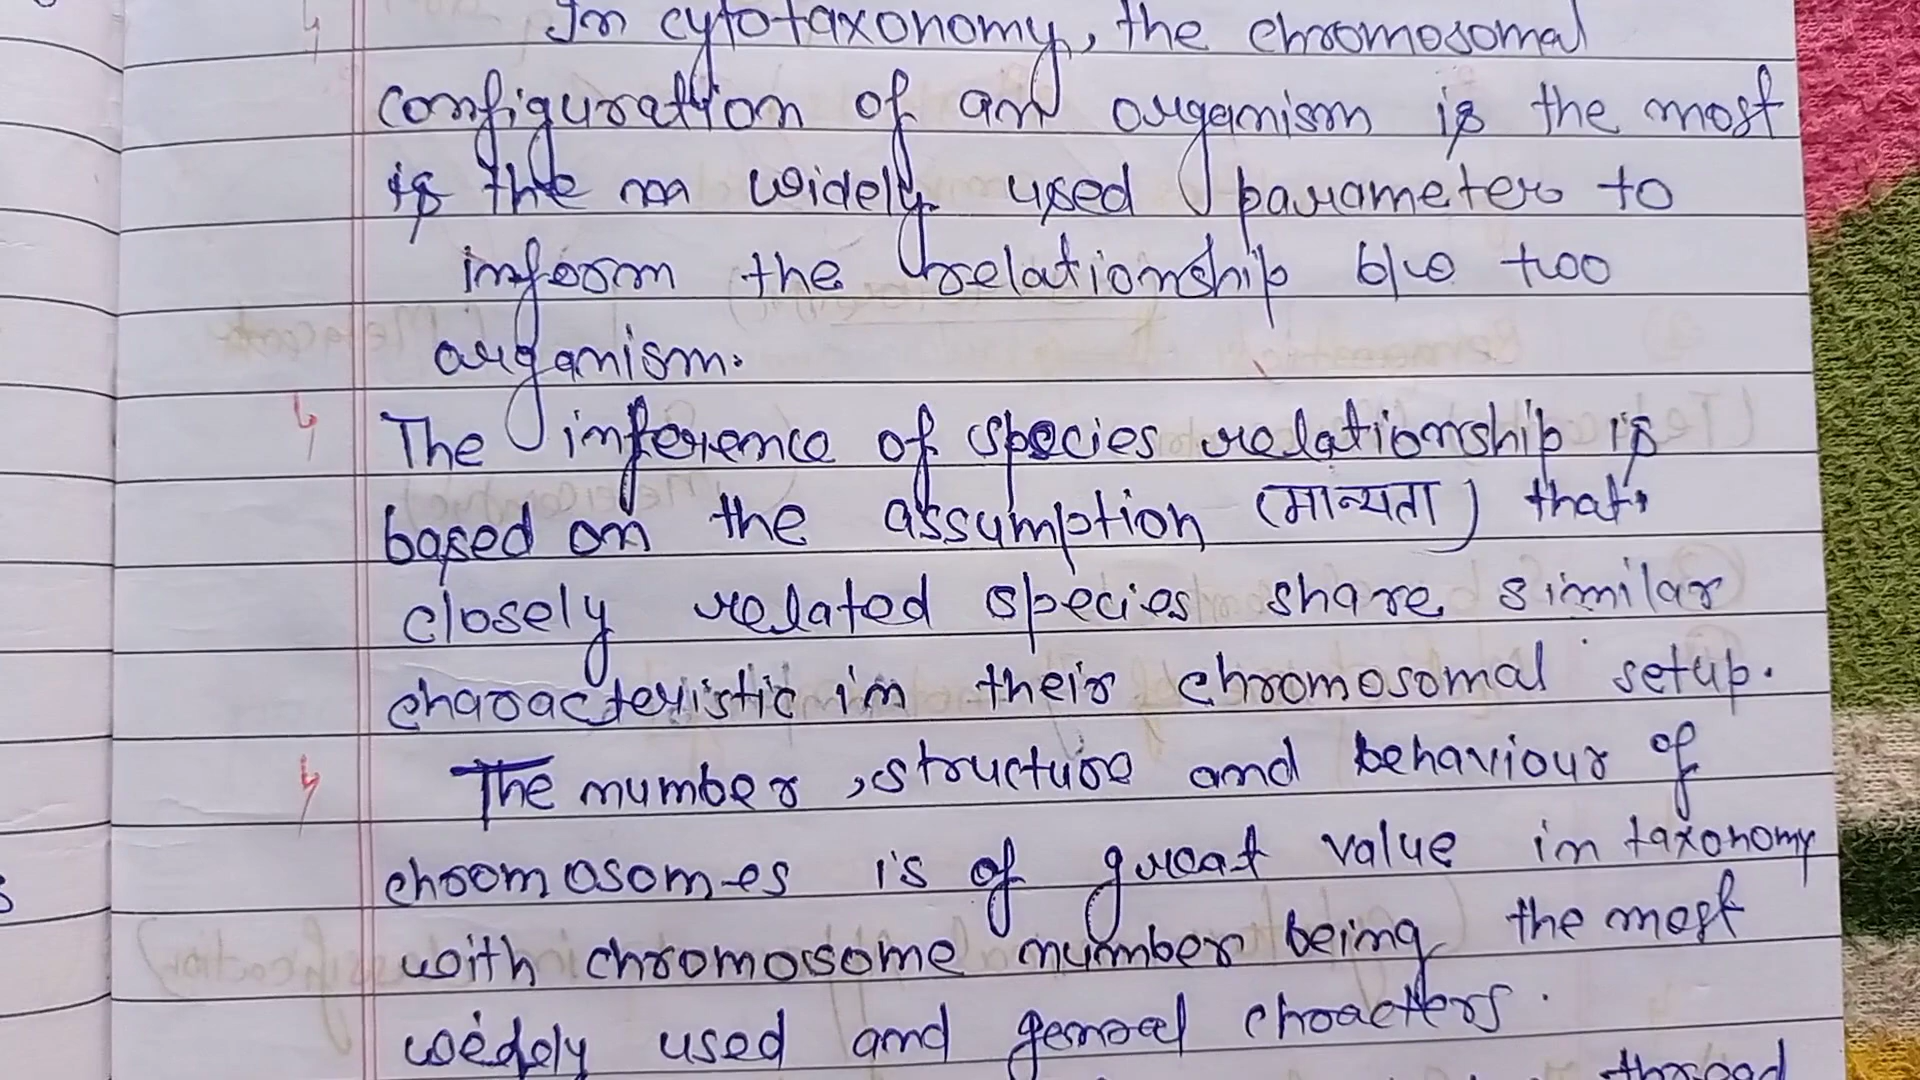 In cytotaxonomy, the chromosomal
configuration of an organism is the most
is the m widely used parameter to
inform the relationship b/w two
organism.
The inference of species relationship is
based on the assumption (मान्यता) that
closely related species share similar
characteristic in their chromosomal setup.
The number, structure and behaviour of
chromosomes is of great value in taxonomy
with chromosome number being the most
widely used and general chracters.
thread